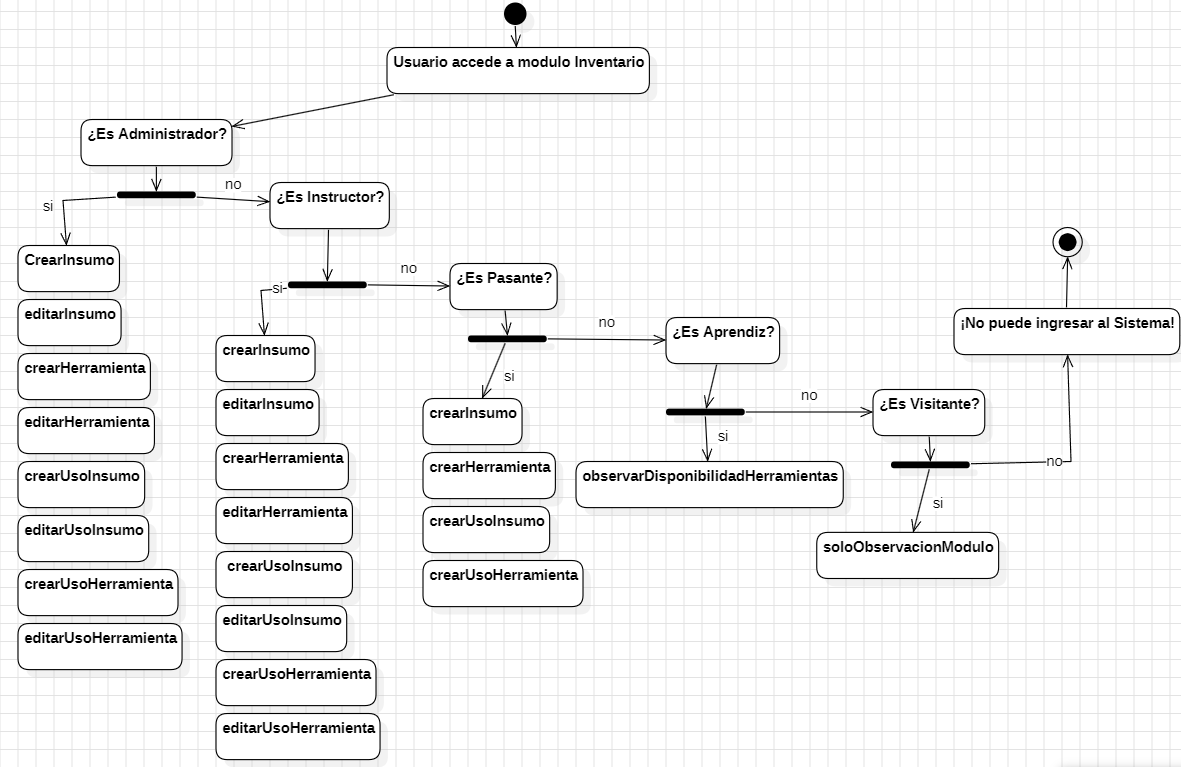 Usuario accede a modulo Inventario
¿Es Administrador?
si
no
CrearInsumo
editarInsumo
crearHerramienta
editarHerramienta
crearUsoInsumo
editarUsoInsumo
crearUsoHerramienta
editarUsoHerramienta
¿Es Instructor?
si
no
crearInsumo
editarInsumo
crearHerramienta
editarHerramienta
crearUsoInsumo
editarUsoInsumo
crearUsoHerramienta
editarUsoHerramienta
¿Es Pasante?
si
no
crearInsumo
crearHerramienta
crearUsoInsumo
crearUsoHerramienta
¿Es Aprendiz?
si
no
observarDisponibilidadHerramientas
¿Es Visitante?
si
no
soloObservacionModulo
¡No puede ingresar al Sistema!